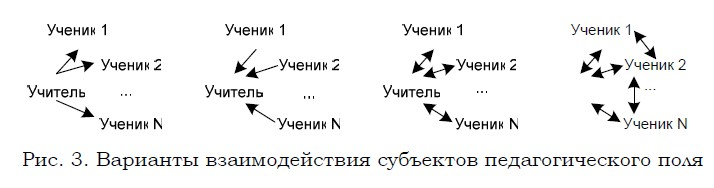 Ученик 1 Ученик 1 Ученик 1 Ученик 1
Ученик 2 Ученик 2 Ученик 2 Ученик 2
Учитель ... Учитель ... Учитель ... ...
Ученик N Ученик N Ученик N Ученик N
Рис. 3. Варианты взаимодействия субъектов педагогического поля